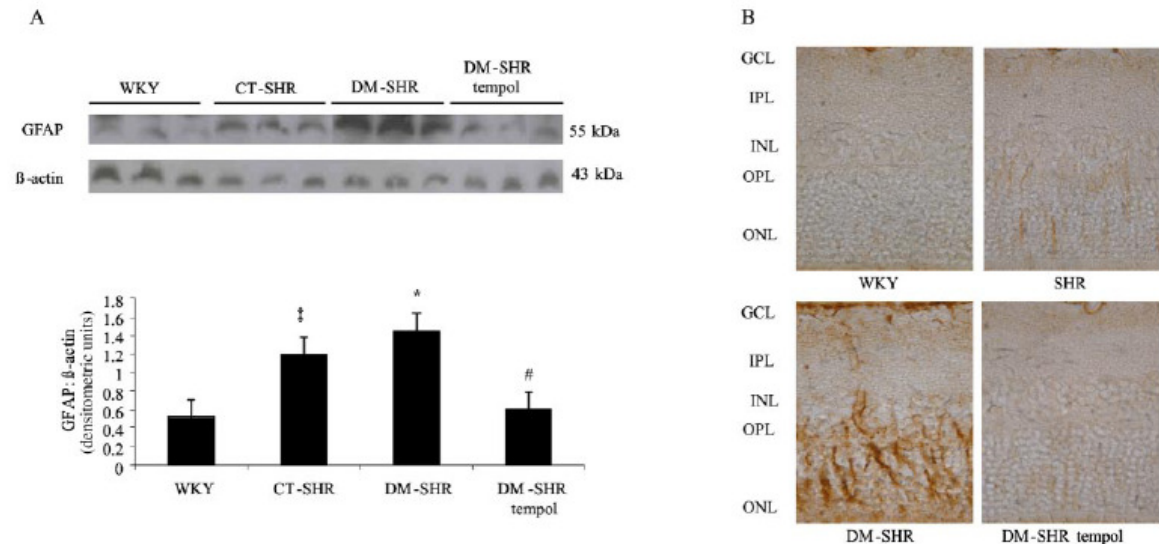 A
WKY
CT-SHR
DM-SHR
DM-SHR
tempol
GFAP
55 kDa
ß-actin
43 kDa
GFAP: ß-actin
(densitometric units)
1.8
1.6
1.4
1.2
1
0.8
0.6
0.4
0.2
0
‡
*
#
WKY
CT-SHR
DM-SHR
DM-SHR
tempol
B
GCL
IPL
INL
OPL
ONL
WKY
SHR
GCL
IPL
INL
OPL
ONL
DM-SHR
DM-SHR tempol